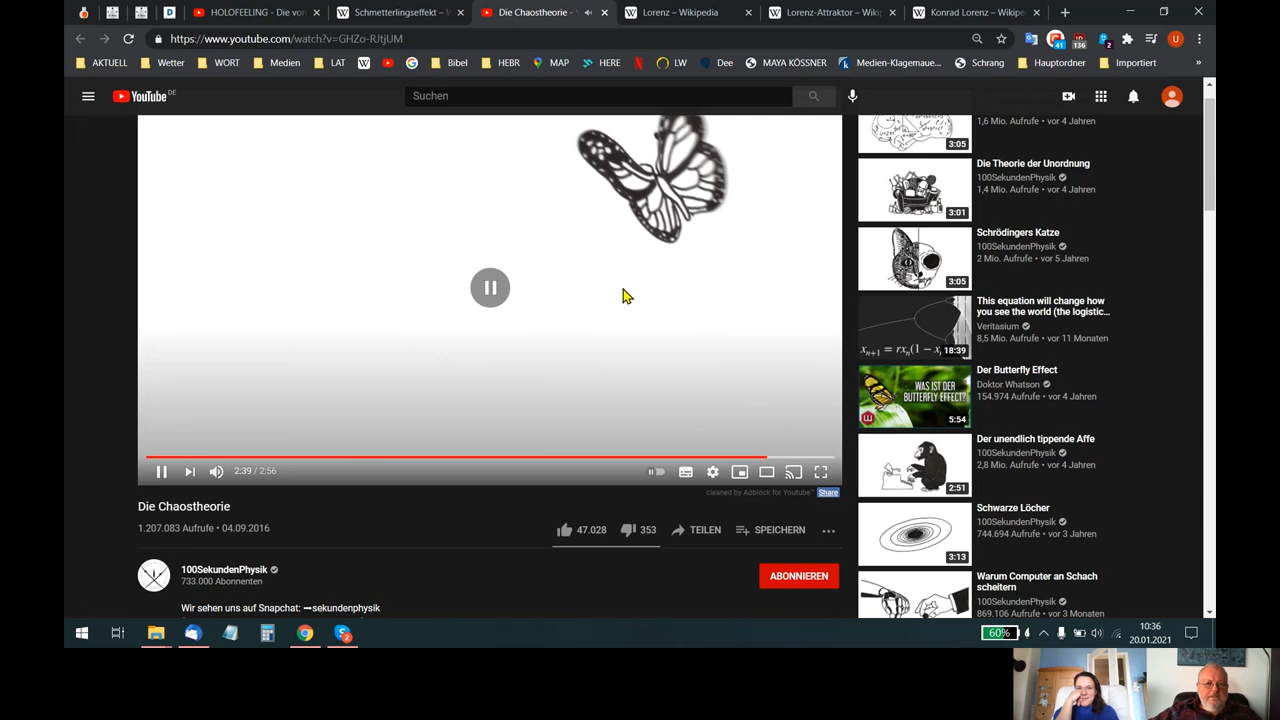 HOLOFEELING - Die von
Schmetterlingseffekt –
Die Chaostheorie -
Lorenz – Wikipedia
Lorenz-Attraktor – Wikipe
Konrad Lorenz – Wikipe
https://www.youtube.com/watch?v=GHZo-RJtjUM
41
136
2
U
AKTUELL
Wetter
WORT
Medien
LAT
Bibel
HEBR
MAP
HERE
LW
Dee
MAYA KÖSSNER
Medien-Klagemaue...
Schrang
Hauptordner
Importiert
»
YouTube DE
Suchen
1,6 Mio. Aufrufe • vor 4 Jahren
3:05
Die Theorie der Unordnung
100SekundenPhysik
1,4 Mio. Aufrufe • vor 4 Jahren
3:01
Schrödingers Katze
100SekundenPhysik
2 Mio. Aufrufe • vor 5 Jahren
3:05
This equation will change how
you see the world (the logistic...
Veritasium
8,5 Mio. Aufrufe • vor 11 Monaten
18:39
Der Butterfly Effect
Doktor Whatson
154.974 Aufrufe • vor 4 Jahren
WAS IST DER
BUTTERFLY EFFECT?
5:54
Der unendlich tippende Affe
100SekundenPhysik
2,8 Mio. Aufrufe • vor 4 Jahren
2:51
Schwarze Löcher
100SekundenPhysik
744.694 Aufrufe • vor 3 Jahren
3:13
Warum Computer an Schach
scheitern
100SekundenPhysik
869.106 Aufrufe • vor 3 Monaten
2:39 / 2:56
cleaned by Adblock for Youtube™ Share
Die Chaostheorie
1.207.083 Aufrufe • 04.09.2016
47.028
353
TEILEN
SPEICHERN
100SekundenPhysik
733.000 Abonnenten
ABONNIEREN
Wir sehen uns auf Snapchat: ➞sekundenphysik
60%
10:36
20.01.2021